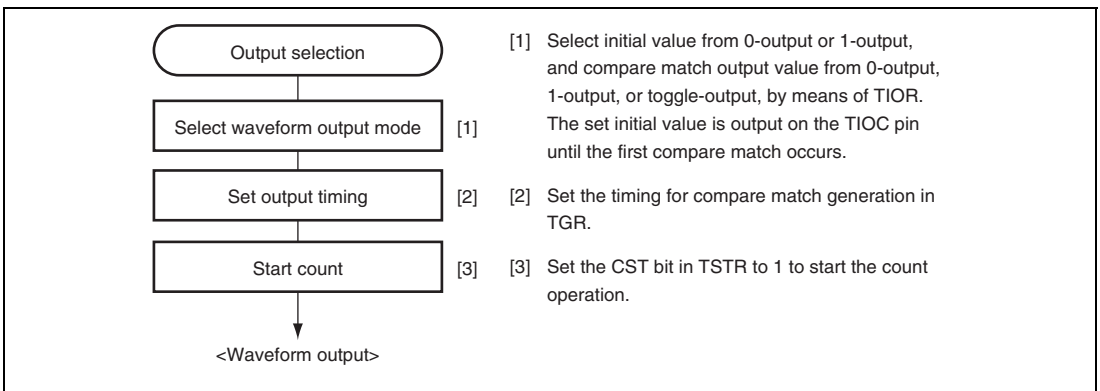 Output selection
Select waveform output mode [1]
Set output timing [2]
Start count [3]
<Waveform output>
[1] Select initial value from 0-output or 1-output,
and compare match output value from 0-output,
1-output, or toggle-output, by means of TIOR.
The set initial value is output on the TIOC pin
until the first compare match occurs.
[2] Set the timing for compare match generation in
TGR.
[3] Set the CST bit in TSTR to 1 to start the count
operation.